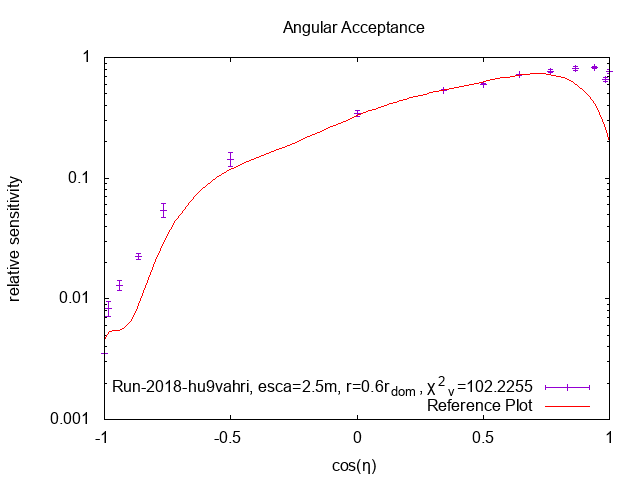 Angular Acceptance
1
0.1
0.01
0.001
relative sensitivity
Run-2018-hu9vahri, esca=2.5m, r=0.6r_dom, χ²_ν=102.2255
Reference Plot
-1 -0.5 0 0.5 1
cos(η)